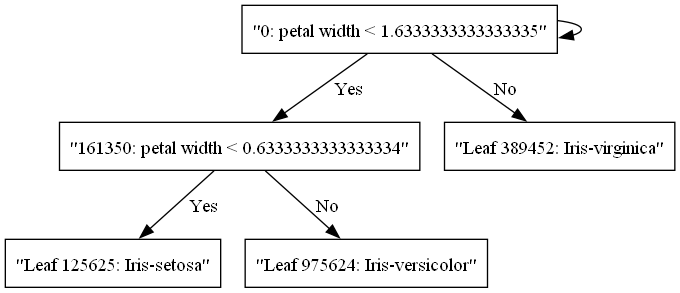 "0: petal width < 1.6333333333333335"
Yes
No
"161350: petal width < 0.6333333333333334"
"Leaf 389452: Iris-virginica"
Yes
No
"Leaf 125625: Iris-setosa"
"Leaf 975624: Iris-versicolor"